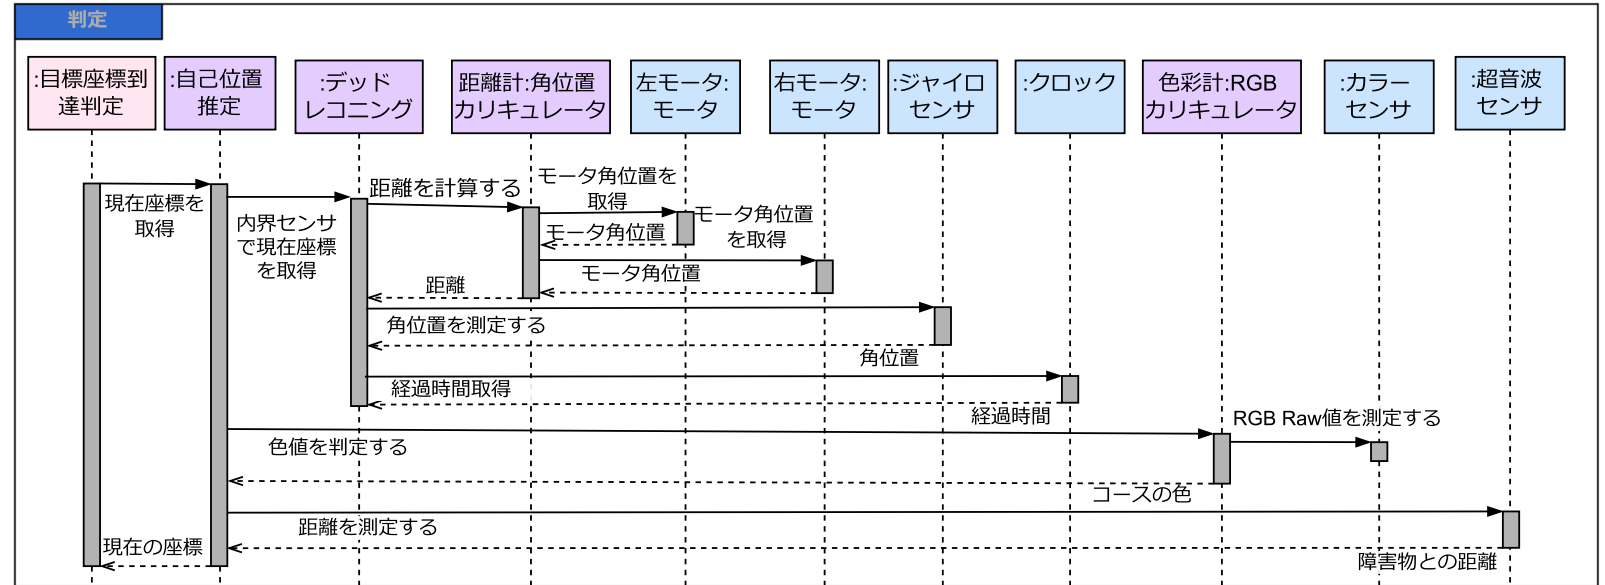 判定
:目標座標到
達判定
:自己位置
推定
:デッド
レコニング
距離計:角位置
カリキュレータ
左モータ:
モータ
右モータ:
モータ
:ジャイロ
センサ
:クロック
色彩計:RGB
カリキュレータ
:カラー
センサ
:超音波
センサ
現在座標を
取得
内界センサ
で現在座標
を取得
距離を計算する
モータ角位置を
取得
モータ角位置
モータ角位置
を取得
モータ角位置
距離
角位置を測定する
角位置
経過時間取得
経過時間
RGB Raw値を測定する
色値を判定する
コースの色
距離を測定する
障害物との距離
現在の座標